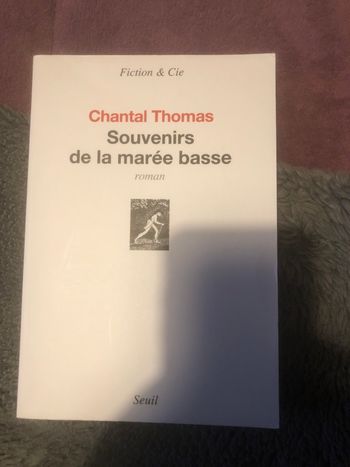 Fiction & Cie
Chantal Thomas
Souvenirs
de la marée basse
roman
Seuil